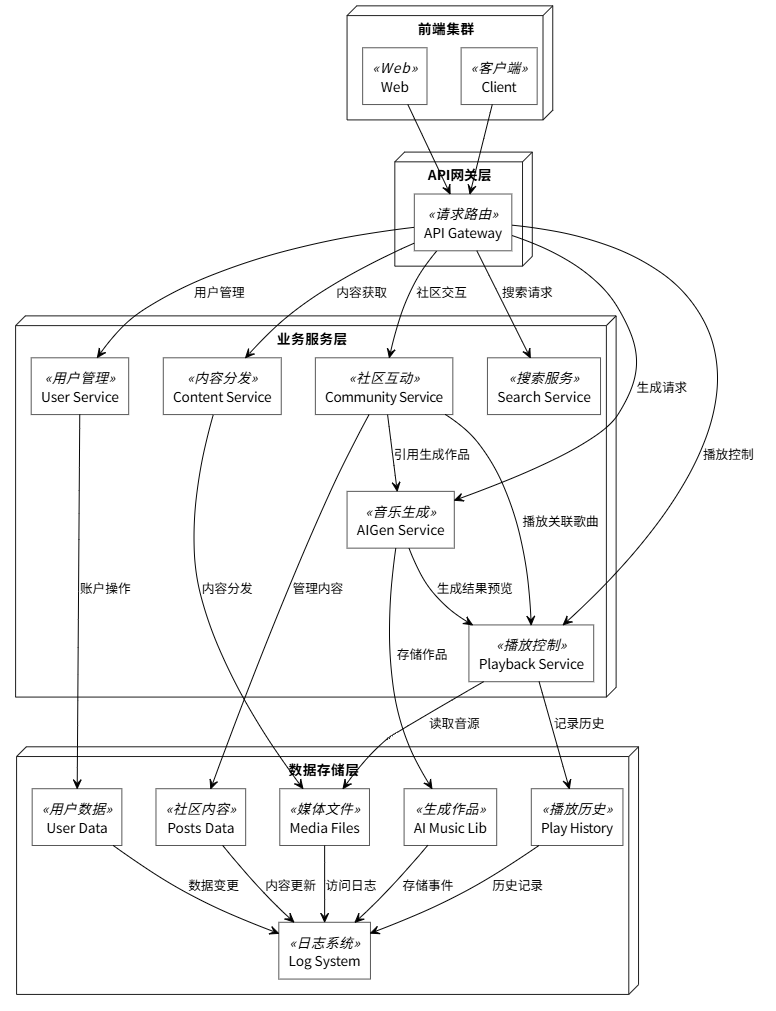 前端集群
«Web»
Web
«客户端»
Client
API网关层
«请求路由»
API Gateway
用户管理
内容获取
社区交互
搜索请求
业务服务层
«用户管理»
User Service
«内容分发»
Content Service
«社区互动»
Community Service
«搜索服务»
Search Service
生成请求
播放控制
引用生成作品
«音乐生成»
AIGen Service
播放关联歌曲
账户操作
内容分发
管理内容
生成结果预览
存储作品
«播放控制»
Playback Service
读取音源
记录历史
数据存储层
«用户数据»
User Data
«社区内容»
Posts Data
«媒体文件»
Media Files
«生成作品»
AI Music Lib
«播放历史»
Play History
数据变更
内容更新
访问日志
存储事件
历史记录
«日志系统»
Log System